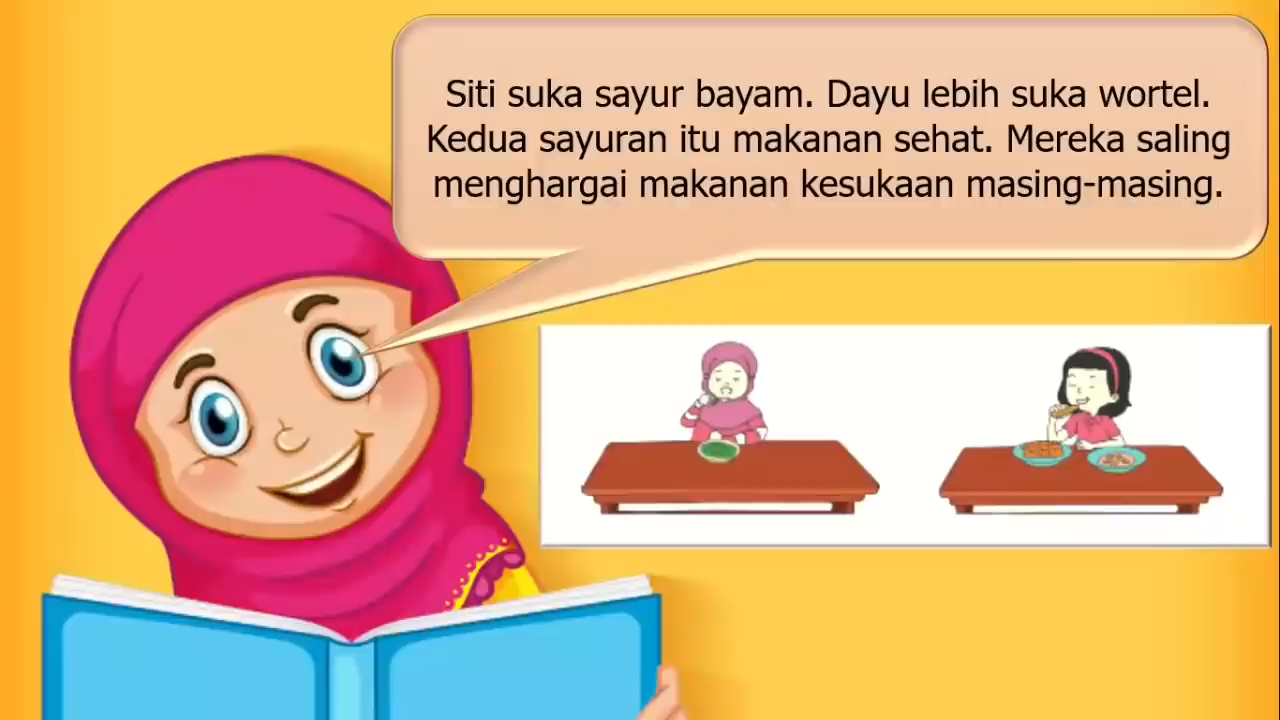 Siti suka sayur bayam. Dayu lebih suka wortel.
Kedua sayuran itu makanan sehat. Mereka saling
menghargai makanan kesukaan masing-masing.